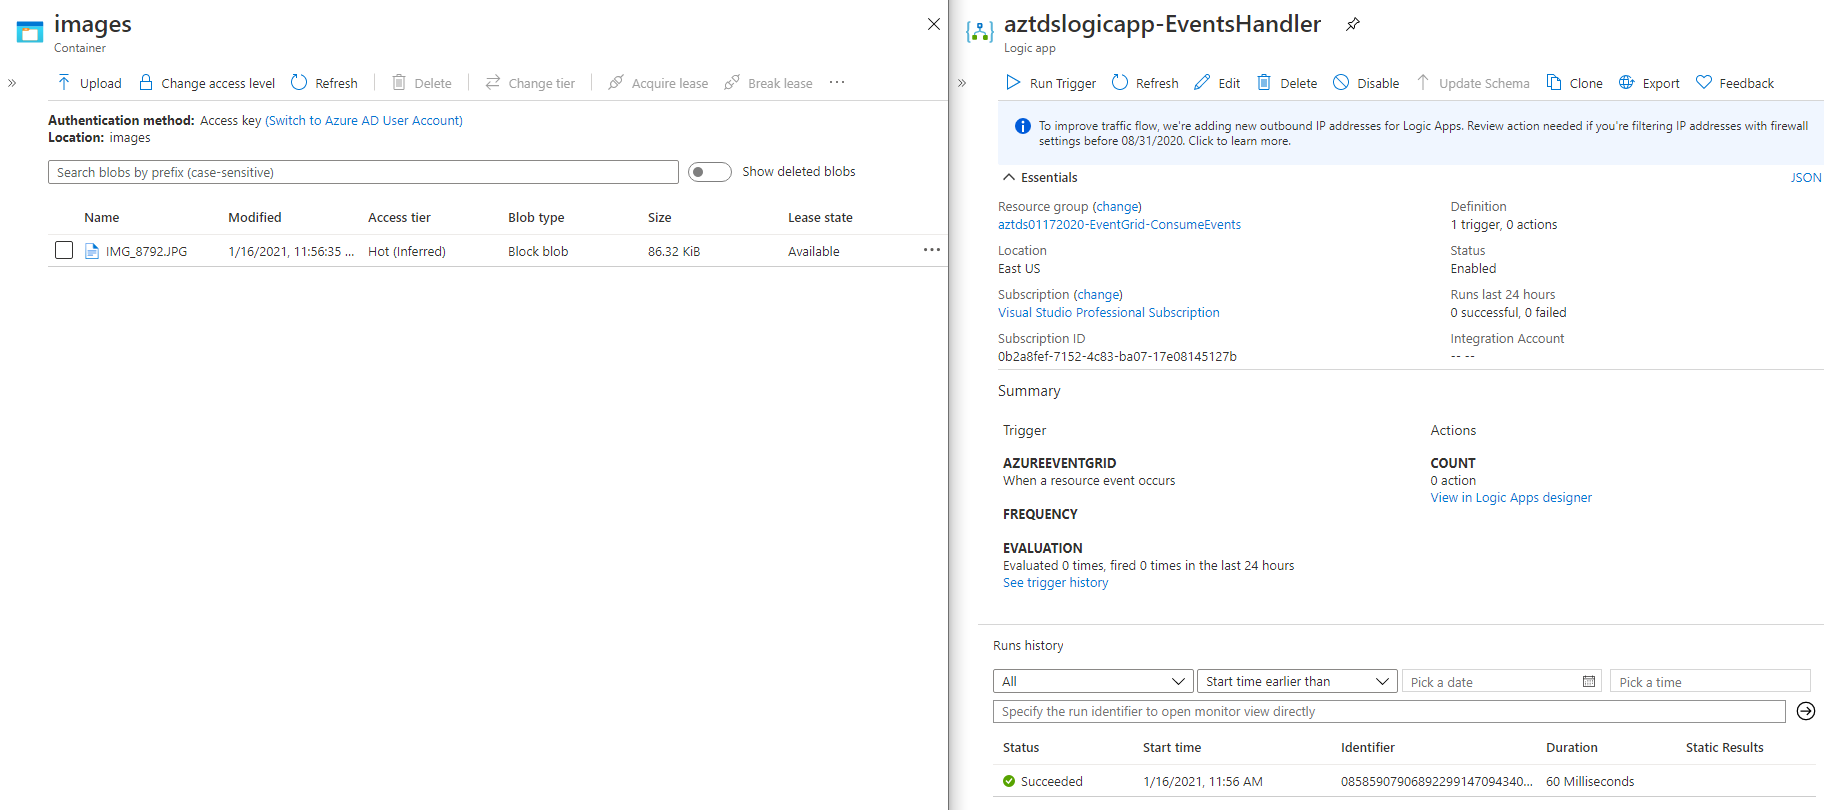 images
Container
Upload
Change access level
Refresh
Delete
Change tier
Acquire lease
Break lease
Authentication method: Access key (Switch to Azure AD User Account)
Location: images
Search blobs by prefix (case-sensitive)
Show deleted blobs
Name Modified Access tier Blob type Size Lease state
IMG_8792.JPG 1/16/2021, 11:56:35 ... Hot (Inferred) Block blob 86.32 KiB Available
aztdslogicapp-EventsHandler
Logic app
Run Trigger
Refresh
Edit
Delete
Disable
Update Schema
Clone
Export
Feedback
To improve traffic flow, we're adding new outbound IP addresses for Logic Apps. Review action needed if you're filtering IP addresses with firewall
settings before 08/31/2020. Click to learn more.
Essentials
JSON
Resource group (change)
aztds01172020-EventGrid-ConsumeEvents
Location
East US
Subscription (change)
Visual Studio Professional Subscription
Subscription ID
0b2a8fef-7152-4c83-ba07-17e08145127b
Definition
1 trigger, 0 actions
Status
Enabled
Runs last 24 hours
0 successful, 0 failed
Integration Account
-- --
Summary
Trigger
AZUREEVENTGRID
When a resource event occurs
FREQUENCY
EVALUATION
Evaluated 0 times, fired 0 times in the last 24 hours
See trigger history
Actions
COUNT
0 action
View in Logic Apps designer
Runs history
All
Start time earlier than
Pick a date
Pick a time
Specify the run identifier to open monitor view directly
Status Start time Identifier Duration Static Results
Succeeded 1/16/2021, 11:56 AM 08585907906892299147094340... 60 Milliseconds